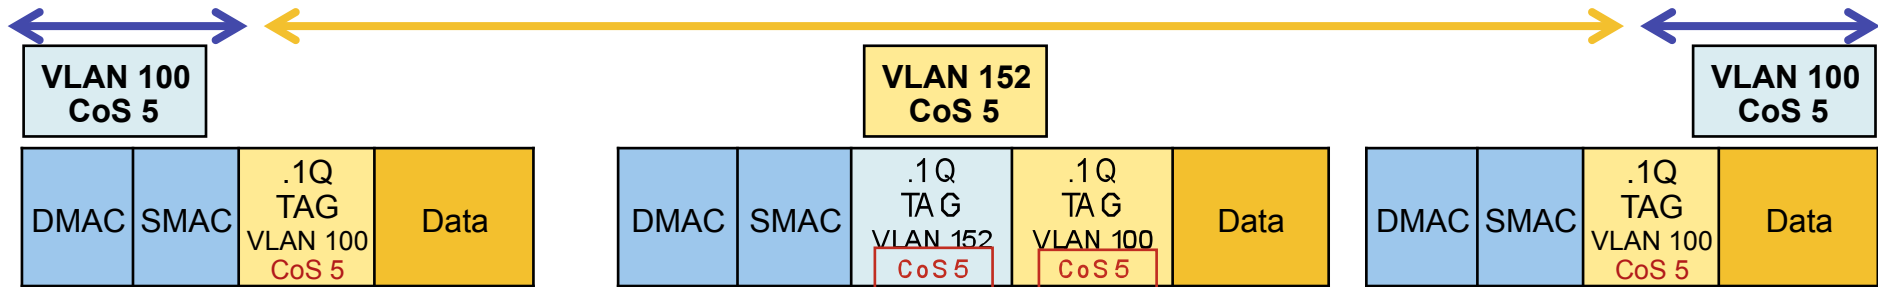 VLAN 100
CoS 5
VLAN 152
CoS 5
VLAN 100
CoS 5
DMAC
SMAC
.1Q
TAG
VLAN 100
CoS 5
Data
DMAC
SMAC
.1Q
TAG
VLAN 152
CoS 5
.1Q
TAG
VLAN 100
CoS 5
Data
DMAC
SMAC
.1Q
TAG
VLAN 100
CoS 5
Data